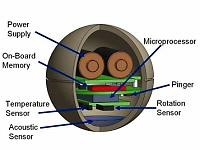 Power
Supply
Microprocessor
On-Board
Memory
Pinger
Temperature
Sensor
Rotation
Sensor
Acoustic
Sensor